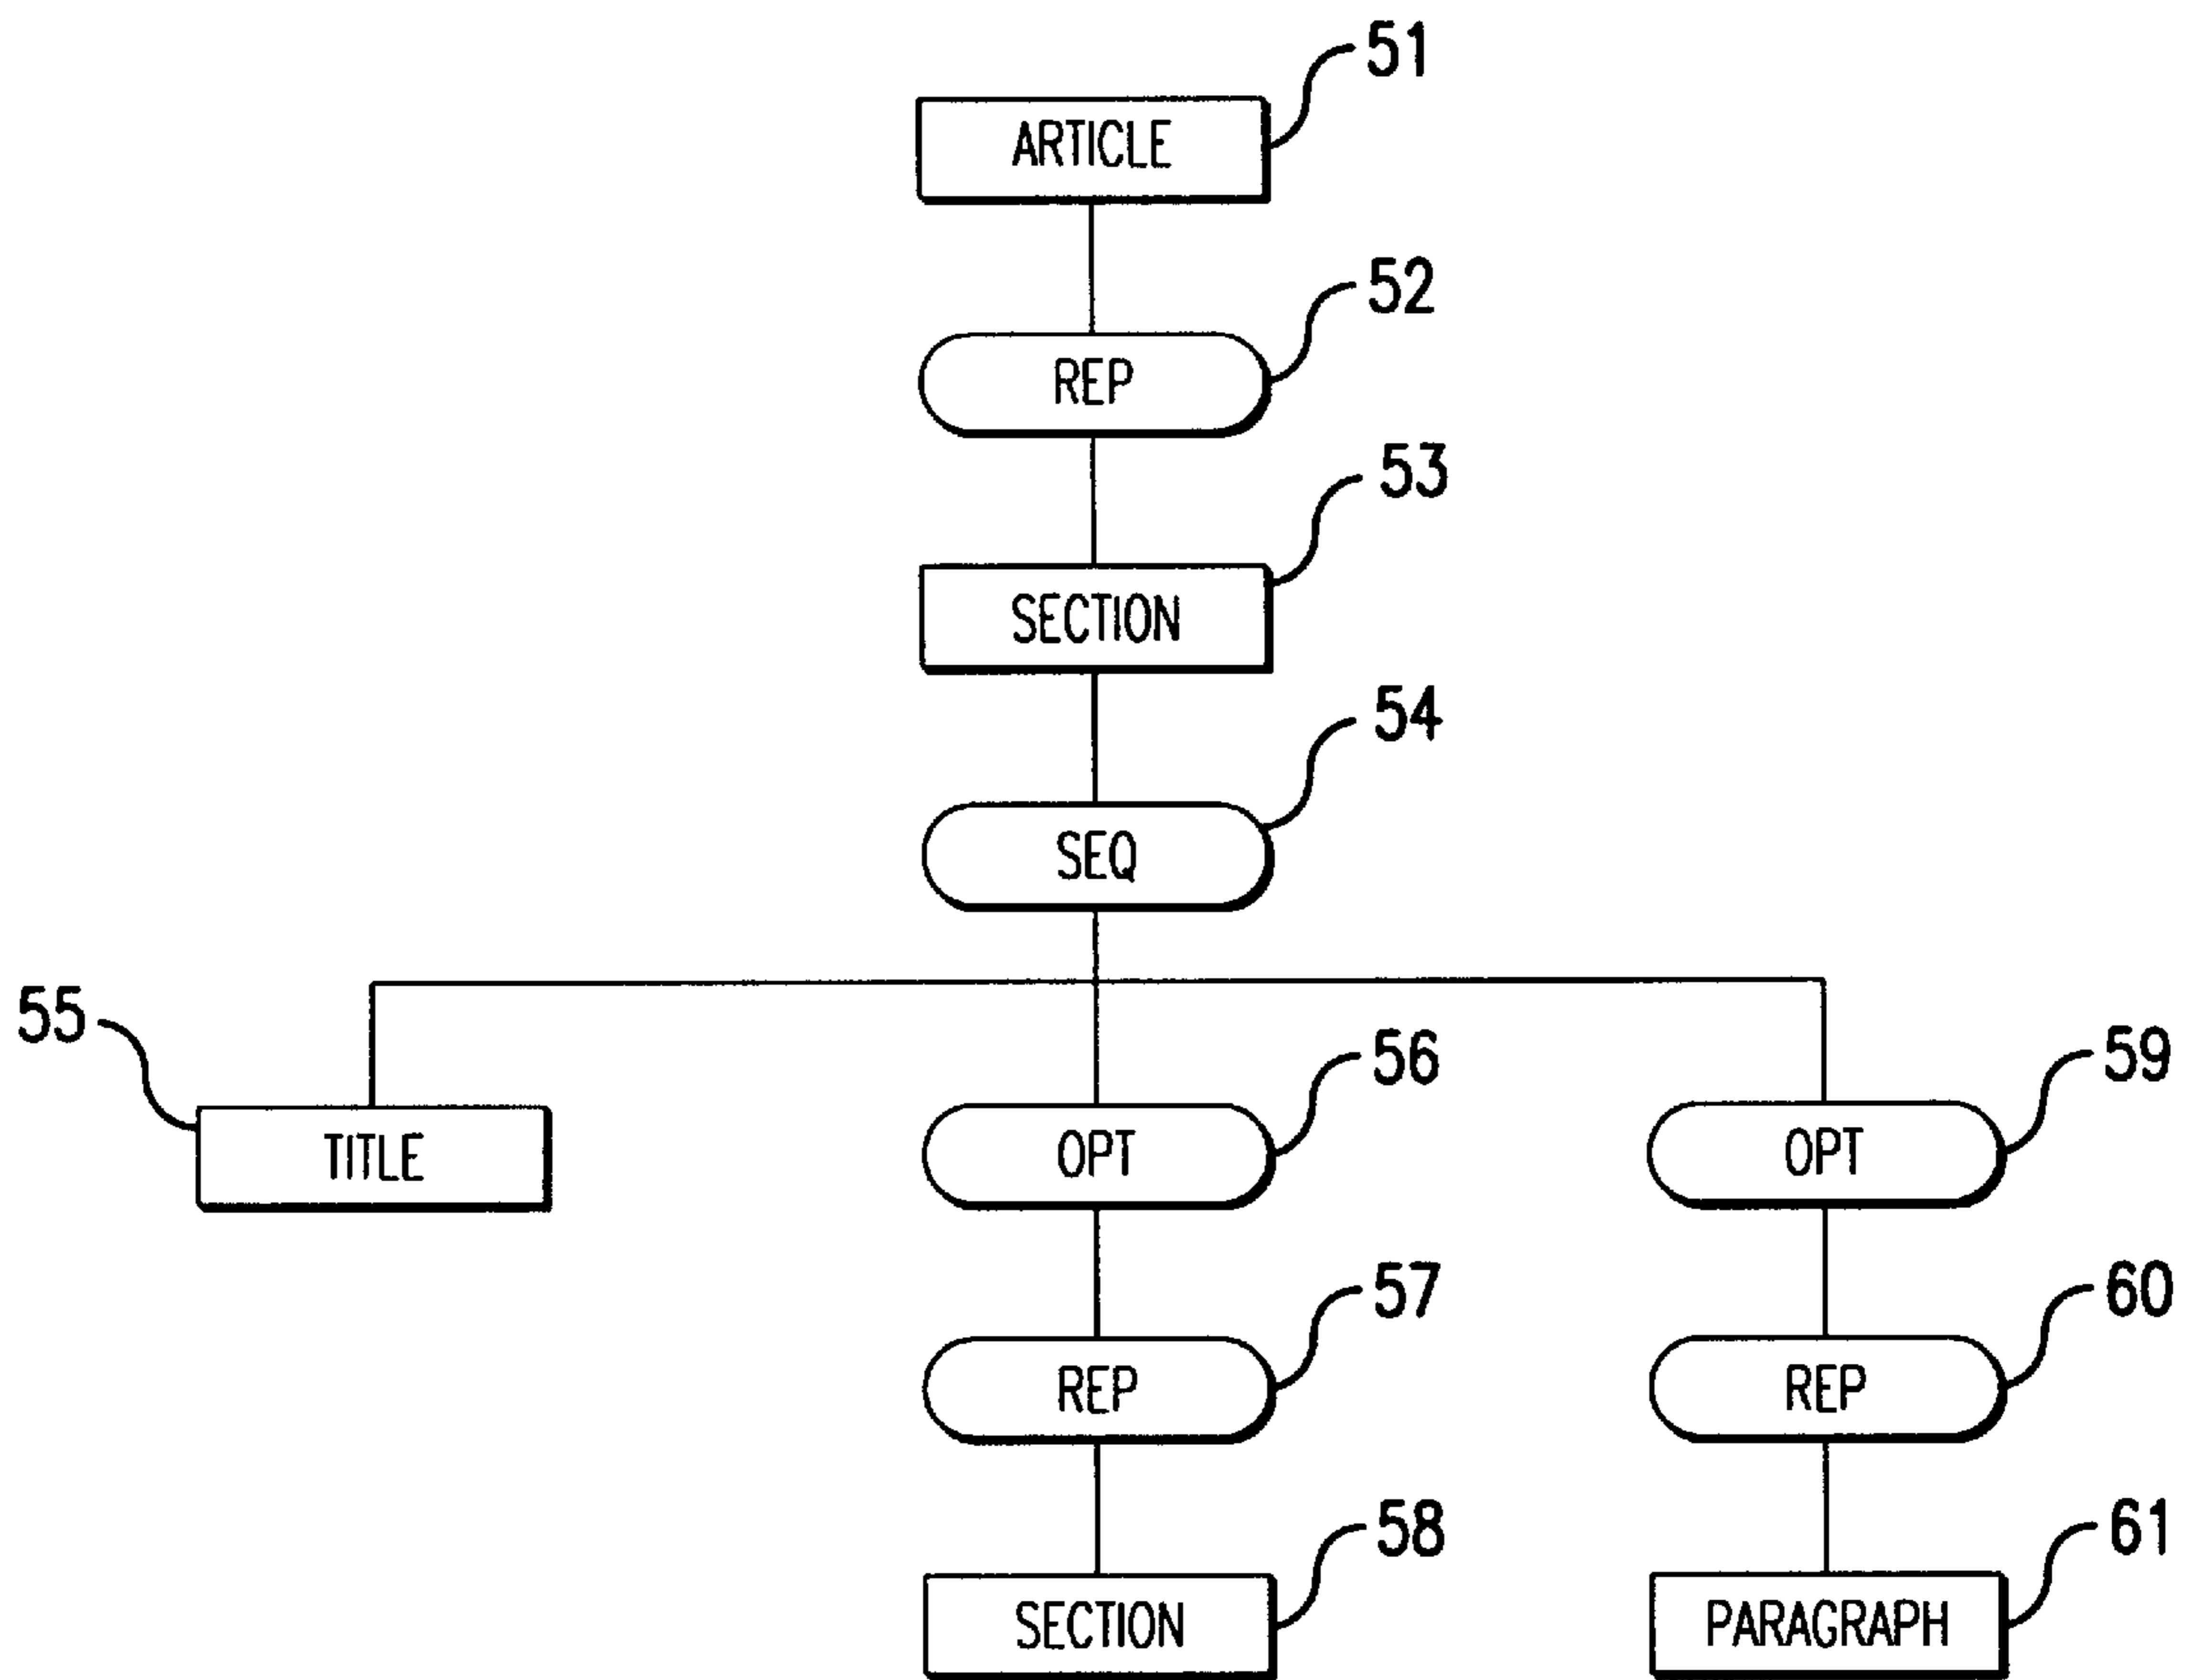 51
ARTICLE
52
REP
53
SECTION
54
SEQ
55
TITLE
56
OPT
59
OPT
57
REP
60
REP
58
SECTION
61
PARAGRAPH